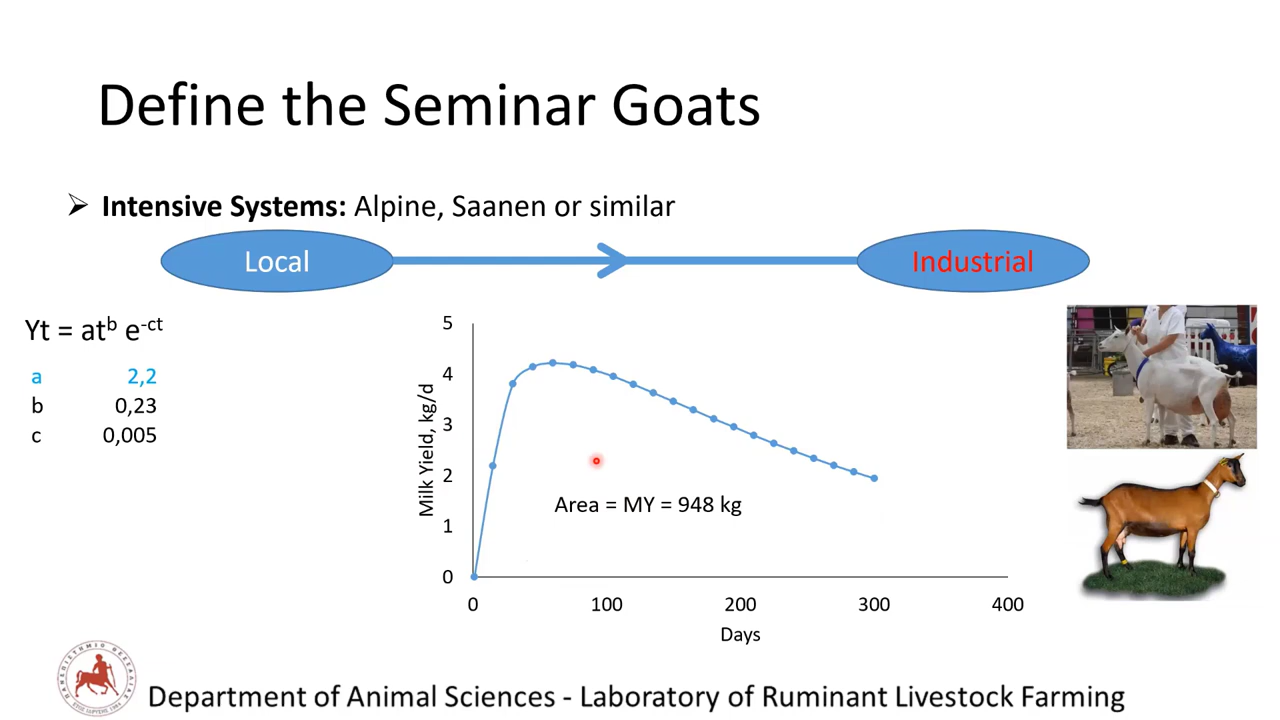 Define the Seminar Goats
➢ Intensive Systems: Alpine, Saanen or similar
Local
Industrial
Yt = atᵇ e⁻ᶜᵗ
a 2,2
b 0,23
c 0,005
Milk Yield, kg/d
5
4
3
2
1
0
Area = MY = 948 kg
0 100 200 300 400
Days
ΠΑΝΕΠΙΣΤΗΜΙΟ ΘΕΣΣΑΛΙΑΣ
Department of Animal Sciences - Laboratory of Ruminant Livestock Farming